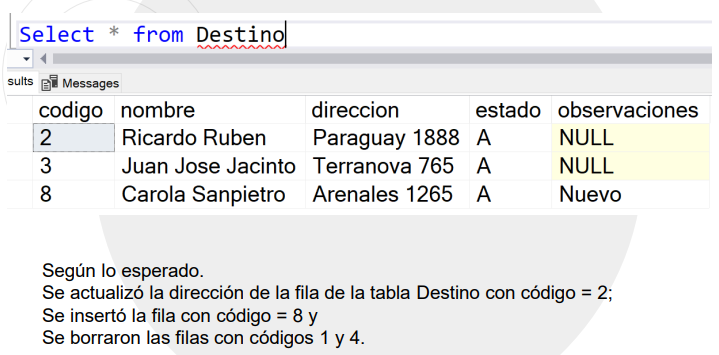 Select * from Destino
sults Messages
codigo nombre direccion estado observaciones
2 Ricardo Ruben Paraguay 1888 A NULL
3 Juan Jose Jacinto Terranova 765 A NULL
8 Carola Sanpietro Arenales 1265 A Nuevo
Según lo esperado.
Se actualizó la dirección de la fila de la tabla Destino con código = 2;
Se insertó la fila con código = 8 y
Se borraron las filas con códigos 1 y 4.